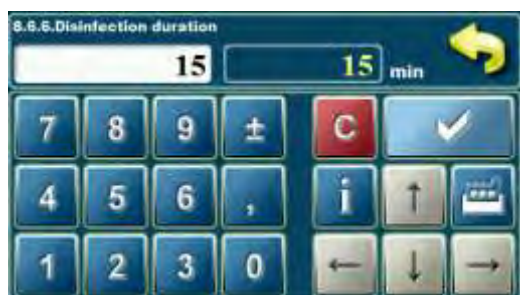 8.6.6.Disinfection duration
15 15 min
7 8 9 ± C
4 5 6 , i ↑
1 2 3 0 ← ↓ →